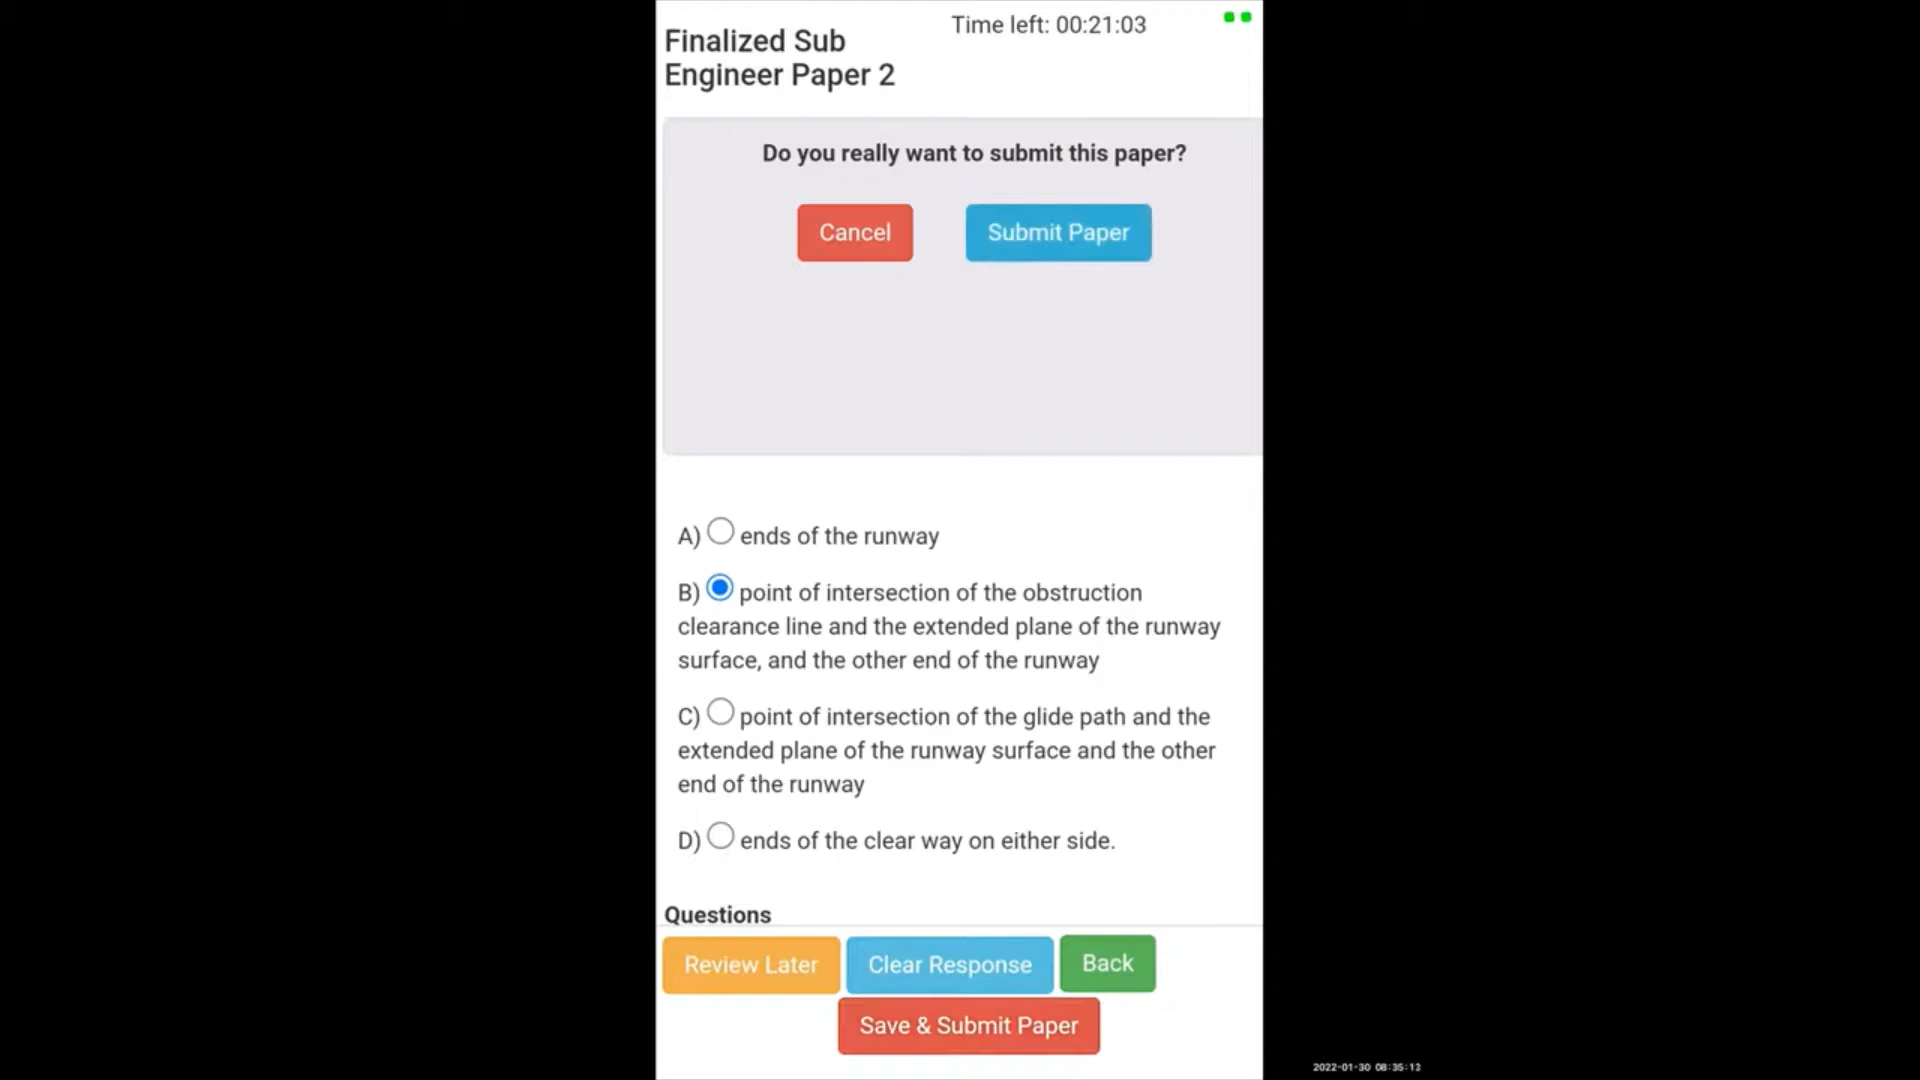 Time left: 00:21:03
Finalized Sub
Engineer Paper 2
Do you really want to submit this paper?
Cancel
Submit Paper
A) ends of the runway
B) point of intersection of the obstruction
clearance line and the extended plane of the runway
surface, and the other end of the runway
C) point of intersection of the glide path and the
extended plane of the runway surface and the other
end of the runway
D) ends of the clear way on either side.
Questions
Review Later
Clear Response
Back
Save & Submit Paper
2022-01-30 08:35:13